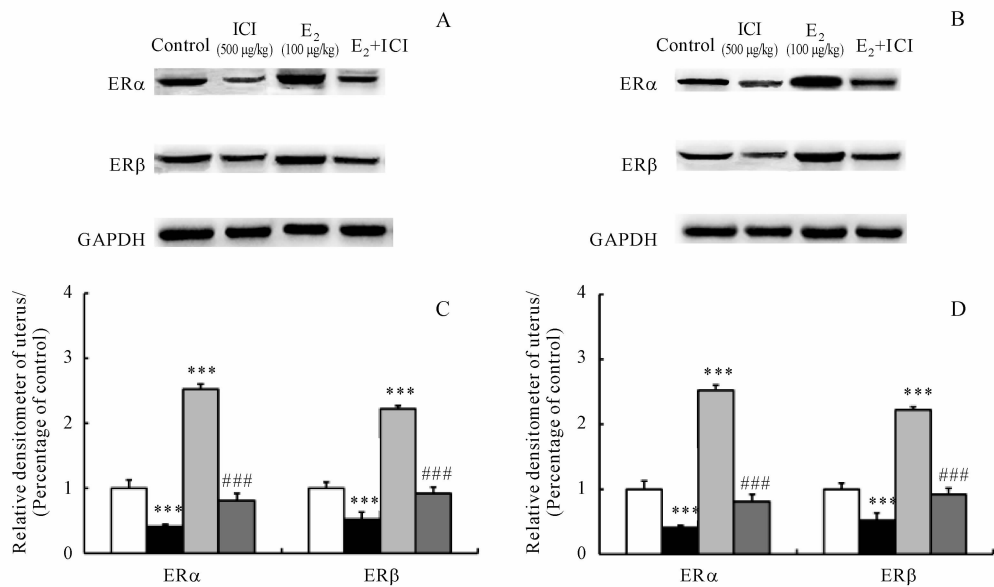 A
Control ICI (500 μg/kg) E2 (100 μg/kg) E2+ICI
ERα
ERβ
GAPDH
B
Control ICI (500 μg/kg) E2 (100 μg/kg) E2+ICI
ERα
ERβ
GAPDH
C
Relative densitometer of uterus/
(Percentage of control)
4
3
2
1
0
***
***
###
***
***
###
ERα
ERβ
D
Relative densitometer of uterus/
(Percentage of control)
4
3
2
1
0
***
***
###
***
***
###
ERα
ERβ